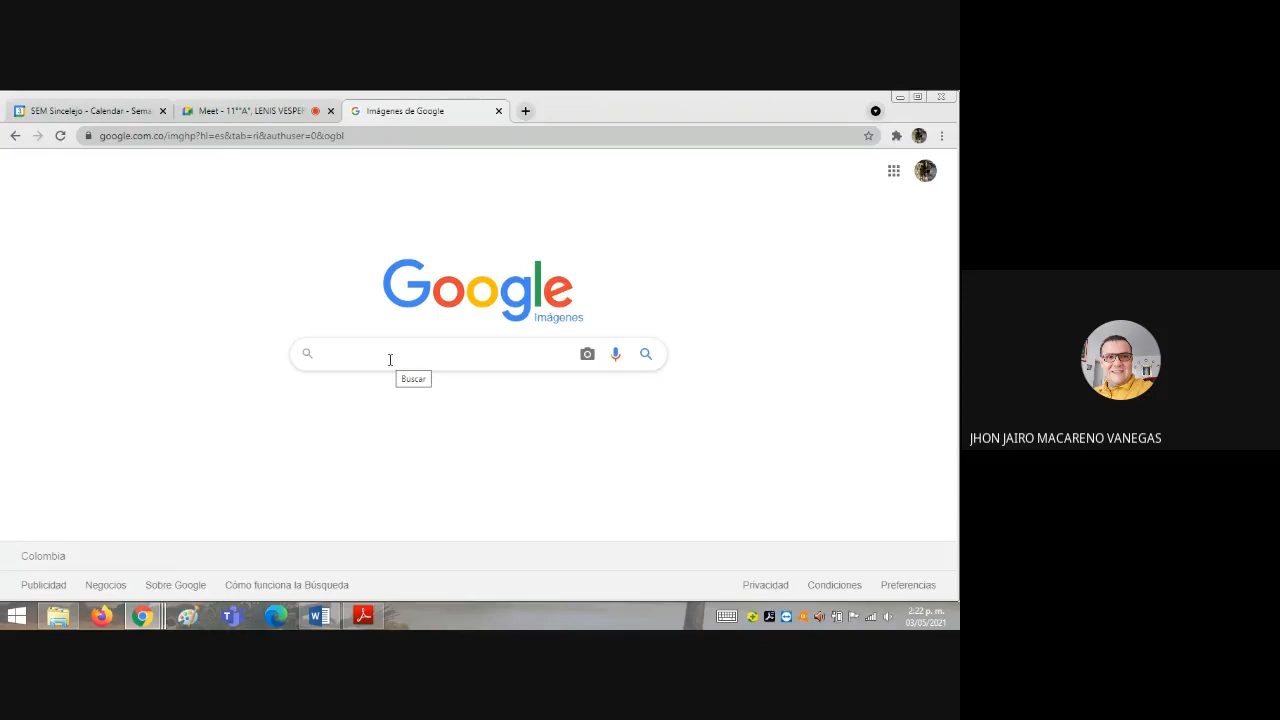 SEM Sincelejo - Calendar - Sema
Meet - 11°"A", LENIS VESPER
Imágenes de Google
google.com.co/imghp?hl=es&tab=ri&authuser=0&ogbl
Google
Imágenes
Buscar
JHON JAIRO MACARENO VANEGAS
Colombia
Publicidad Negocios Sobre Google Cómo funciona la Búsqueda Privacidad Condiciones Preferencias
2:22 p. m.
03/05/2021